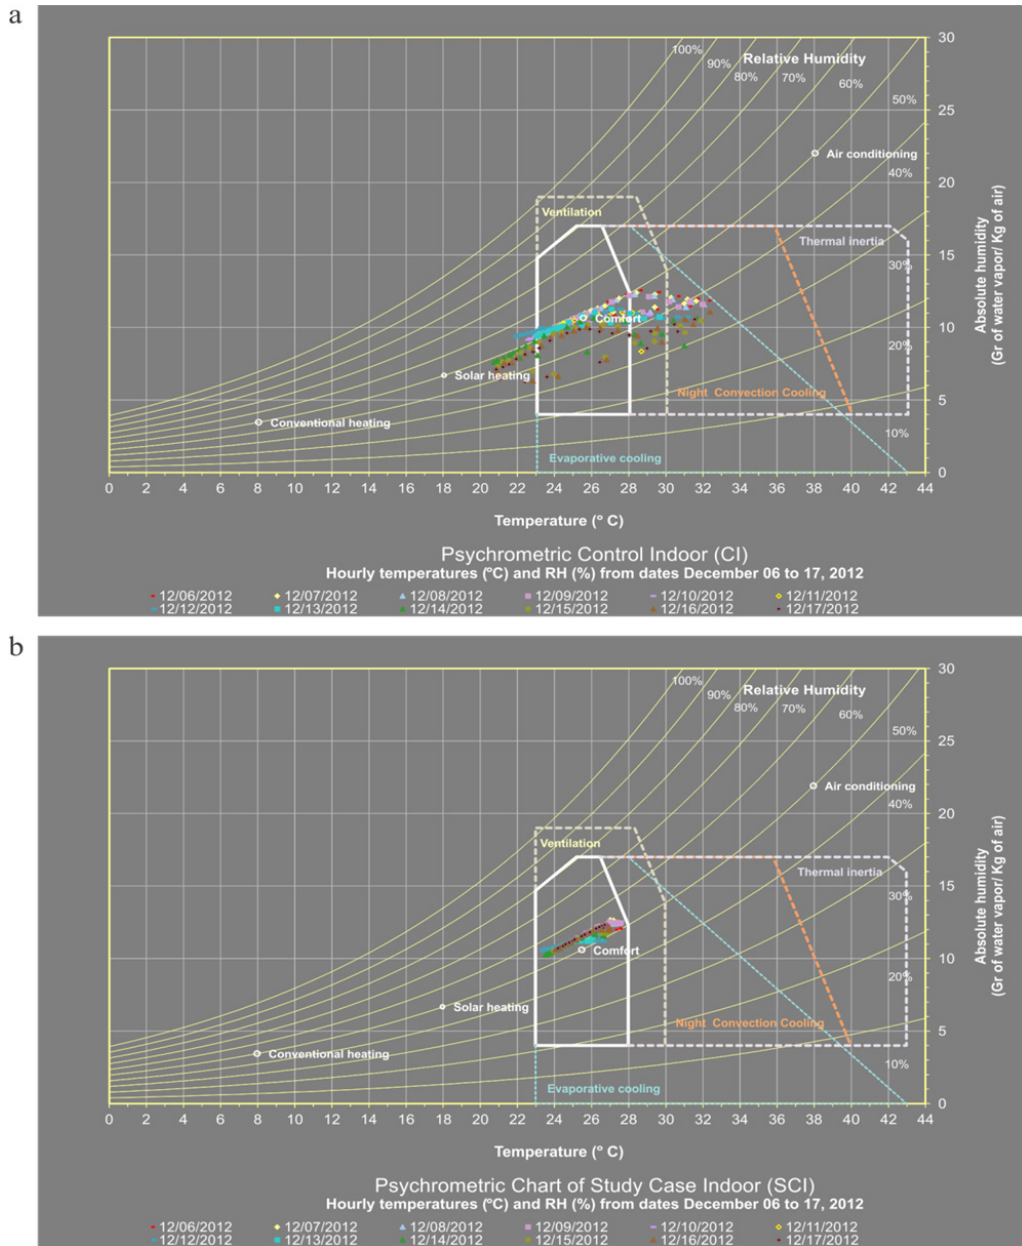 a
100%
90%
80%
Relative Humidity
70%
60%
50%
Air conditioning
40%
Ventilation
Thermal inertia
30%
Comfort
20%
Solar heating
Night Convection Cooling
Conventional heating
10%
Evaporative cooling
30
25
20
15
10
5
0
Absolute humidity
(Gr of water vapor/ Kg of air)
0 2 4 6 8 10 12 14 16 18 20 22 24 26 28 30 32 34 36 38 40 42 44
Temperature (º C)
Psychrometric Control Indoor (CI)
Hourly temperatures (ºC) and RH (%) from dates December 06 to 17, 2012
12/06/2012 12/07/2012 12/08/2012 12/09/2012 12/10/2012 12/11/2012
12/12/2012 12/13/2012 12/14/2012 12/15/2012 12/16/2012 12/17/2012
b
100%
90%
80%
Relative Humidity
70%
60%
50%
Air conditioning
40%
Ventilation
Thermal inertia
30%
Comfort
20%
Solar heating
Night Convection Cooling
Conventional heating
10%
Evaporative cooling
30
25
20
15
10
5
0
Absolute humidity
(Gr of water vapor/ Kg of air)
0 2 4 6 8 10 12 14 16 18 20 22 24 26 28 30 32 34 36 38 40 42 44
Temperature (º C)
Psychrometric Chart of Study Case Indoor (SCI)
Hourly temperatures (ºC) and RH (%) from dates December 06 to 17, 2012
12/06/2012 12/07/2012 12/08/2012 12/09/2012 12/10/2012 12/11/2012
12/12/2012 12/13/2012 12/14/2012 12/15/2012 12/16/2012 12/17/2012